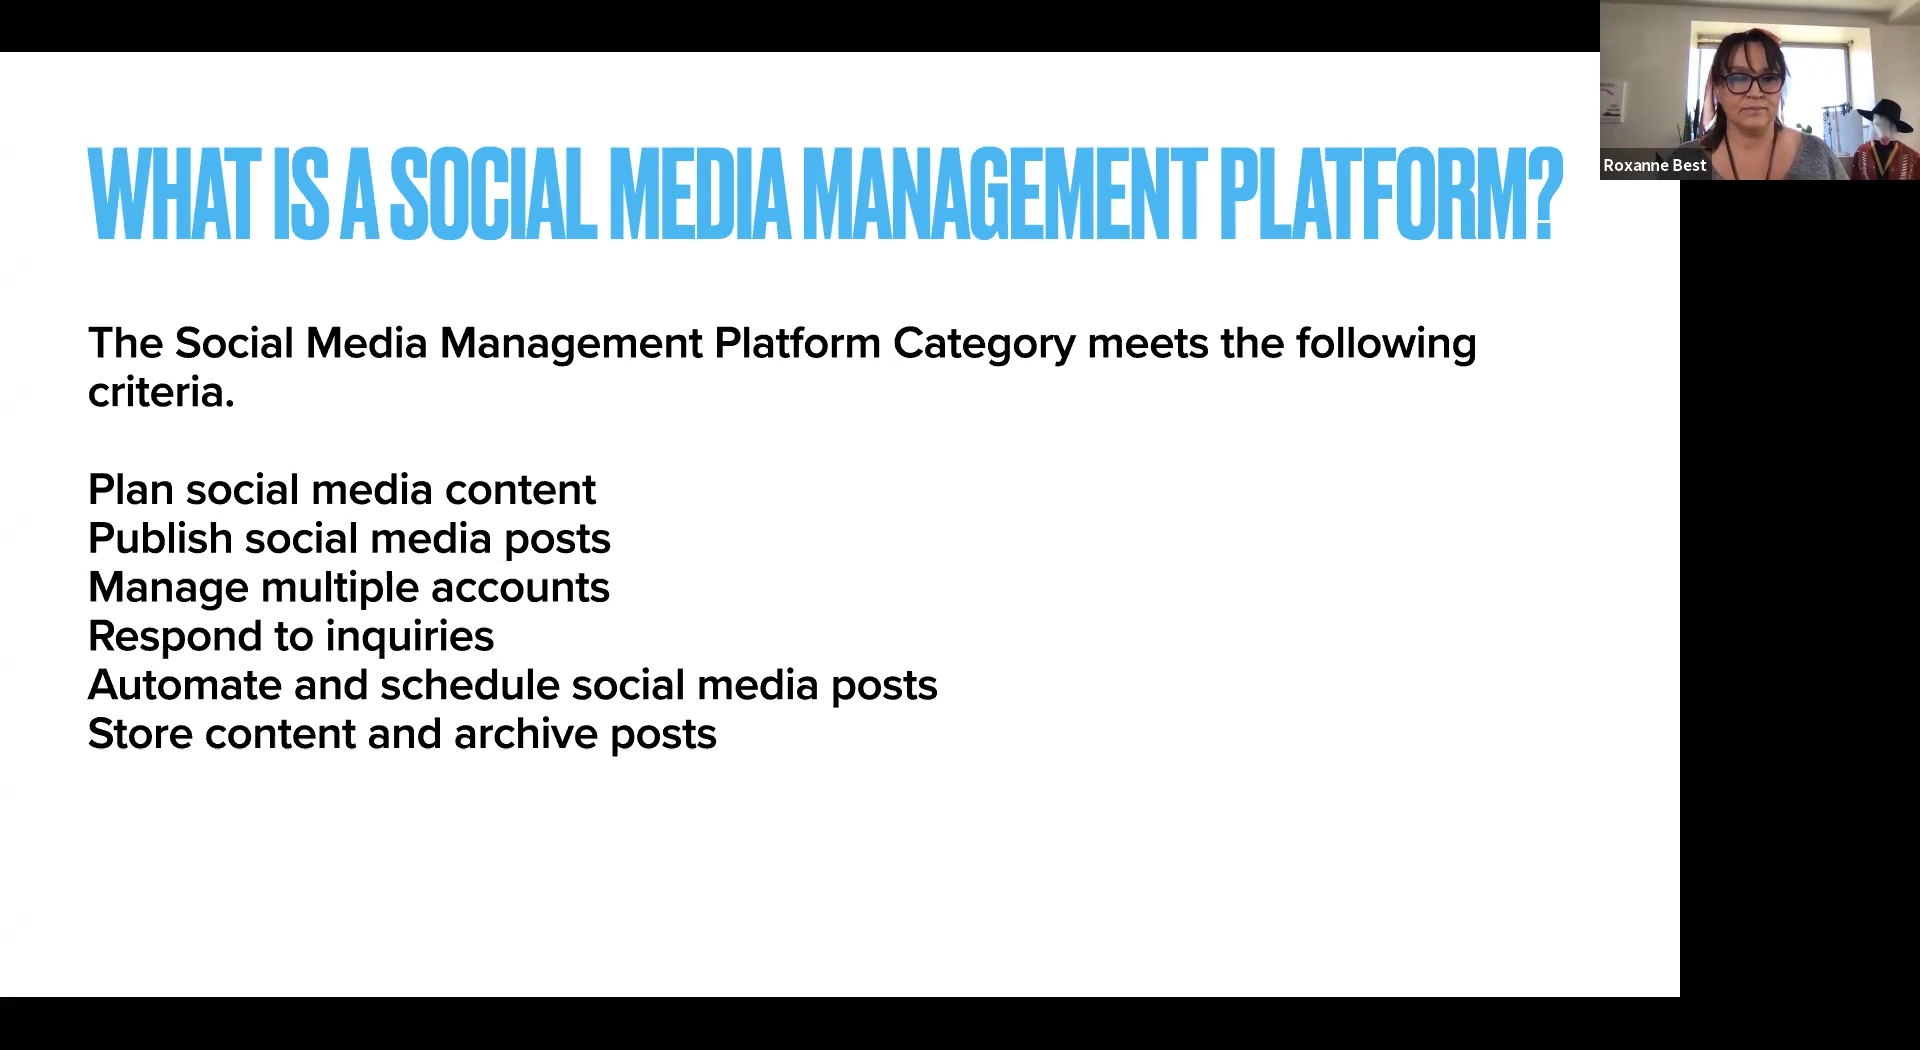 WHAT IS A SOCIAL MEDIA MANAGEMENT PLATFORM?
The Social Media Management Platform Category meets the following
criteria.
Plan social media content
Publish social media posts
Manage multiple accounts
Respond to inquiries
Automate and schedule social media posts
Store content and archive posts
Roxanne Best